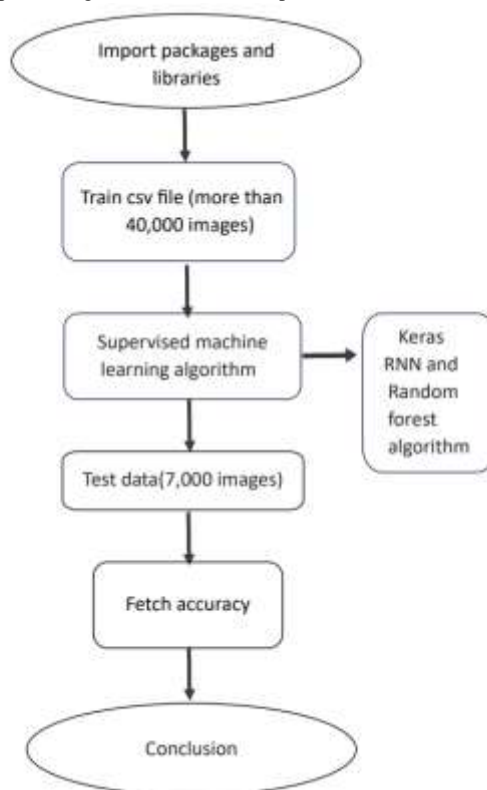 Import packages and
libraries
Train csv file (more than
40,000 images)
Supervised machine
learning algorithm
Keras
RNN and
Random
forest
algorithm
Test data(7,000 images)
Fetch accuracy
Conclusion